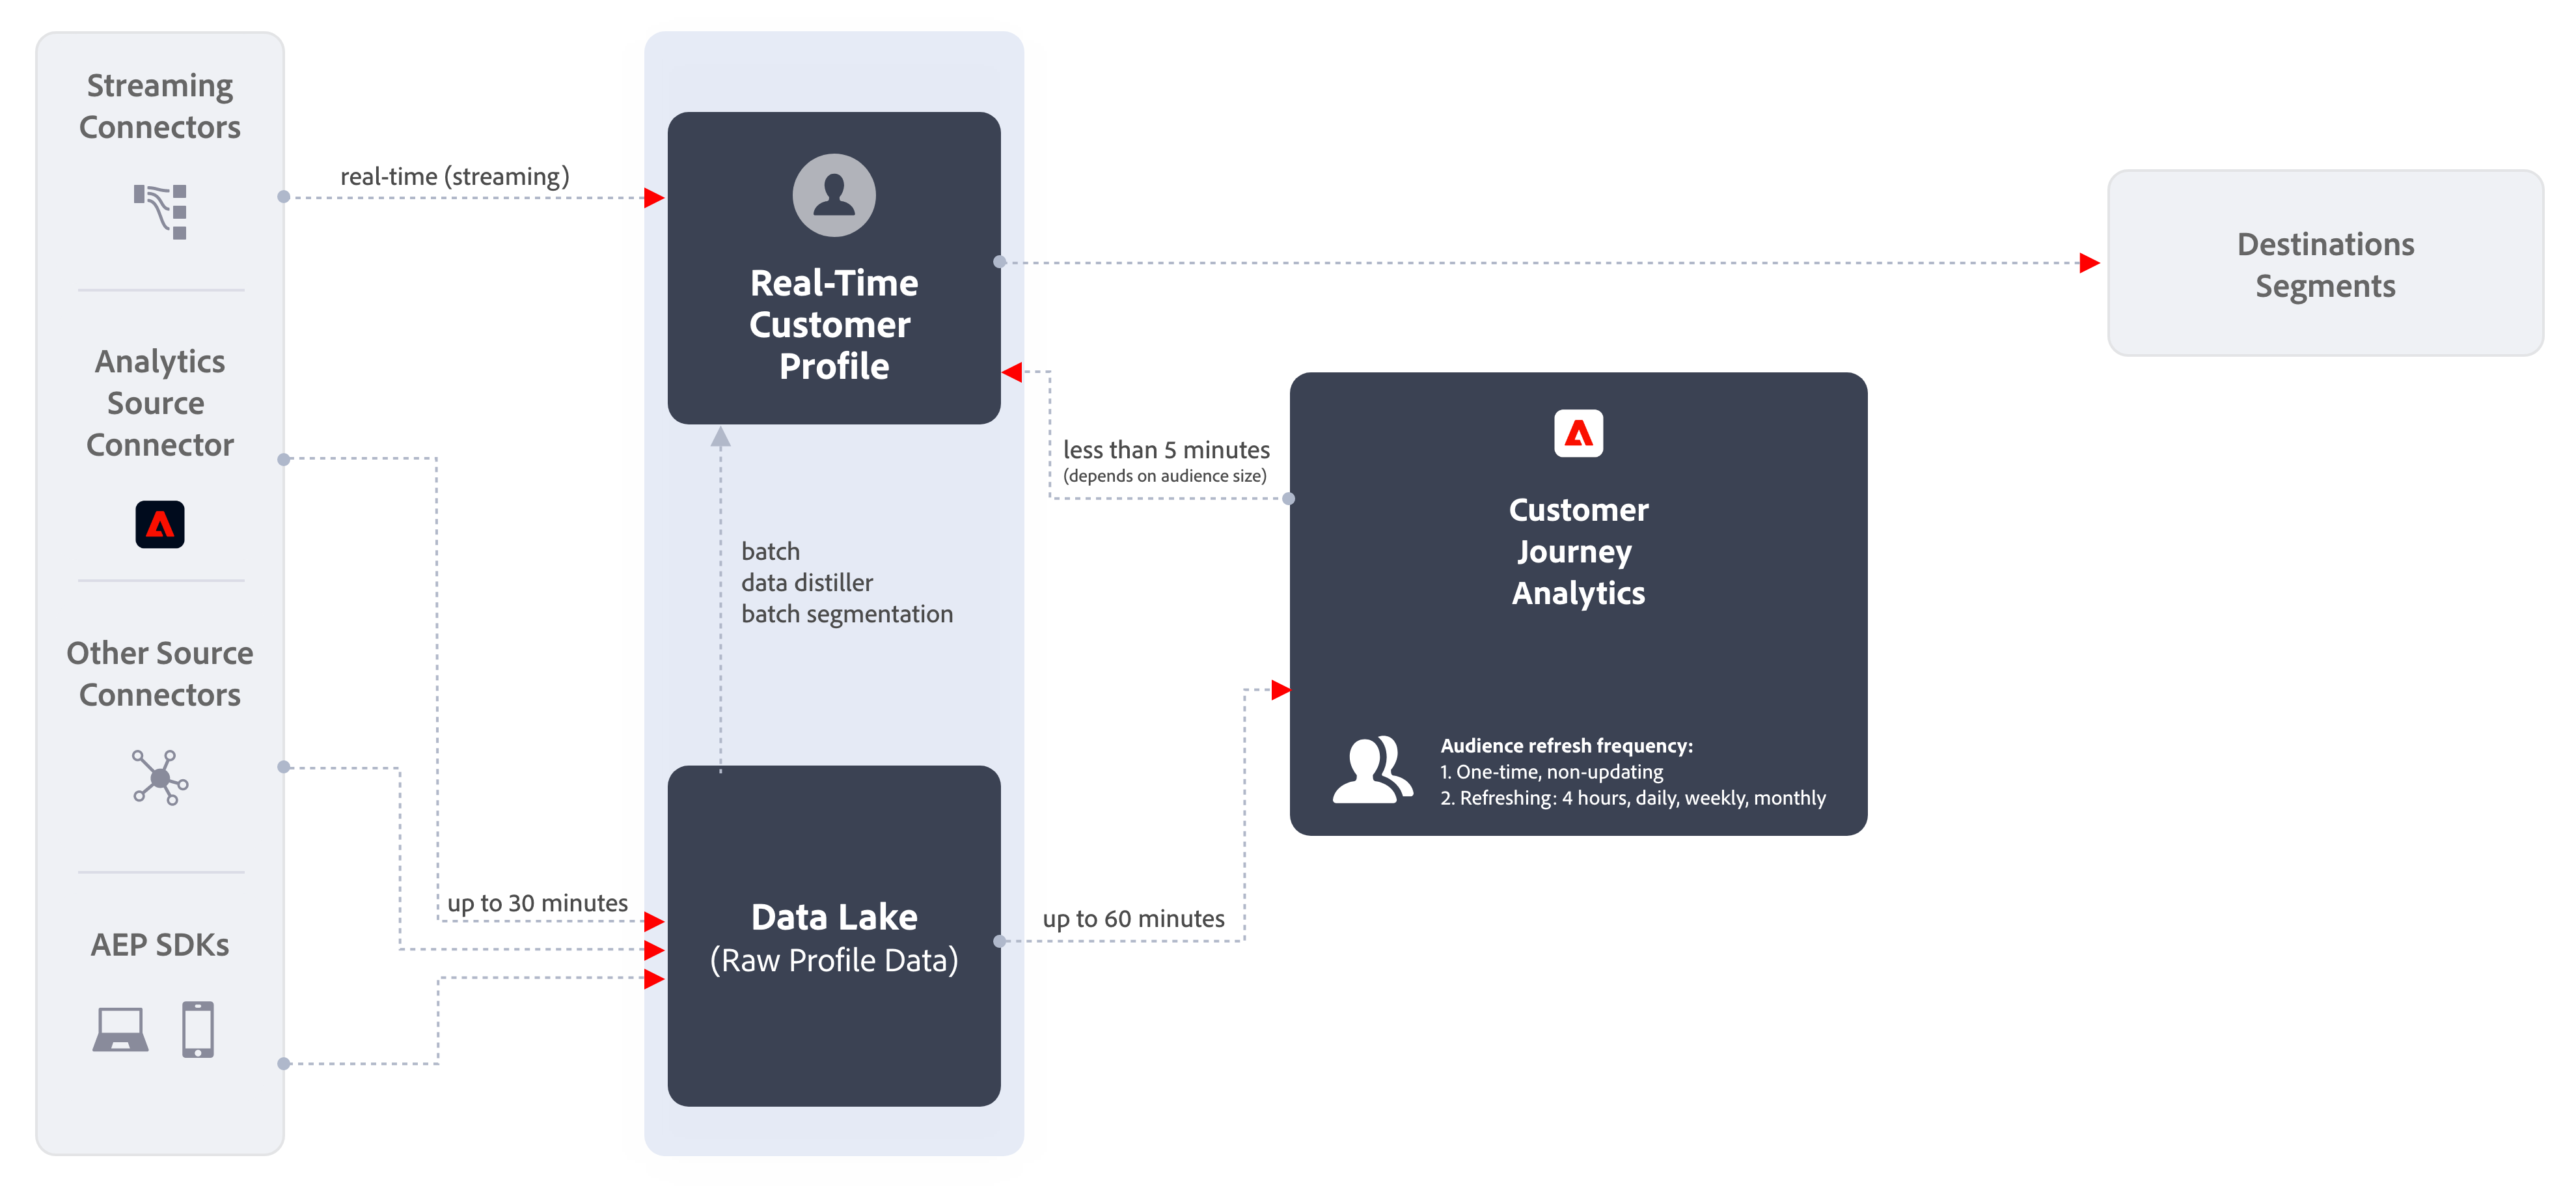 Streaming
Connectors
Analytics
Source
Connector
Other Source
Connectors
AEP SDKs
real-time (streaming)
up to 30 minutes
Real-Time
Customer
Profile
batch
data distiller
batch segmentation
Data Lake
(Raw Profile Data)
less than 5 minutes
(depends on audience size)
up to 60 minutes
Customer
Journey
Analytics
Audience refresh frequency:
1. One-time, non-updating
2. Refreshing: 4 hours, daily, weekly, monthly
Destinations
Segments